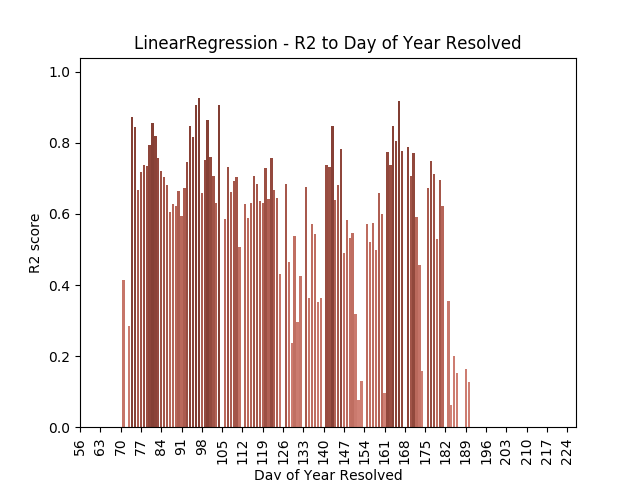 LinearRegression - R2 to Day of Year Resolved
1.0
0.8
0.6
0.4
0.2
0.0
R2 score
56 63 70 77 84 91 98 105 112 119 126 133 140 147 154 161 168 175 182 189 196 203 210 217 224
Day of Year Resolved